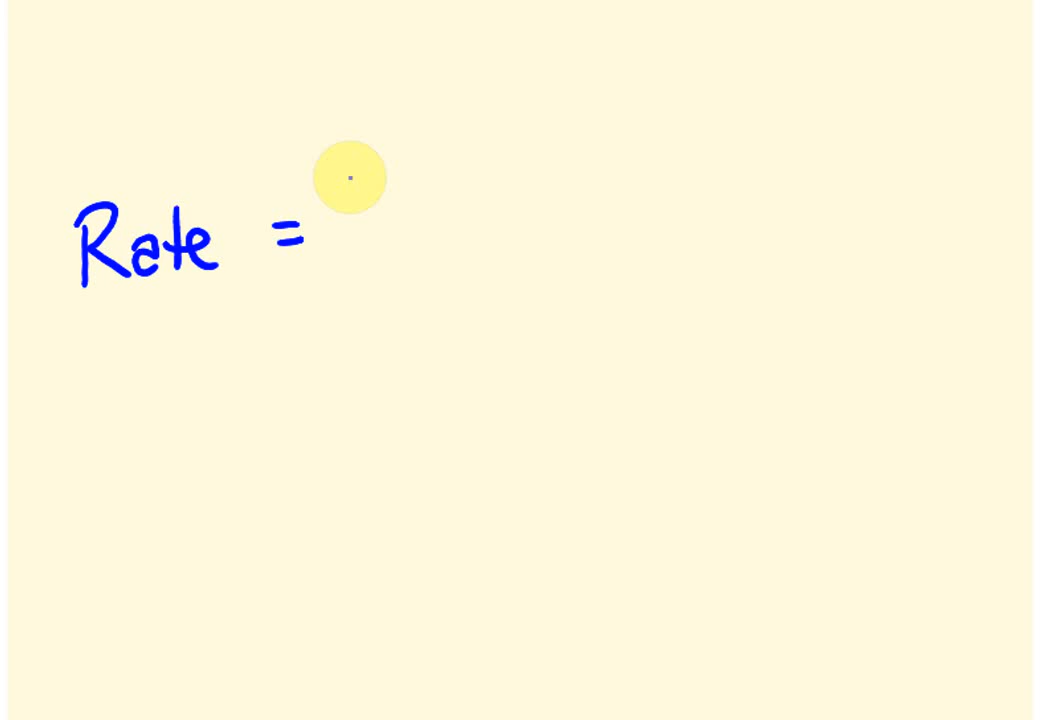 Rate =